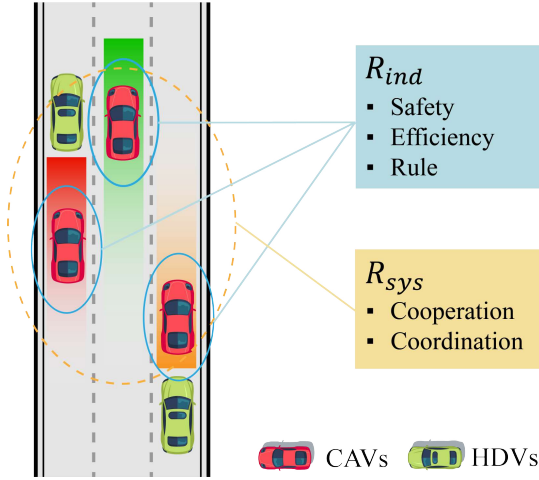 R_ind
▪ Safety
▪ Efficiency
▪ Rule
R_sys
▪ Cooperation
▪ Coordination
CAVs
HDVs